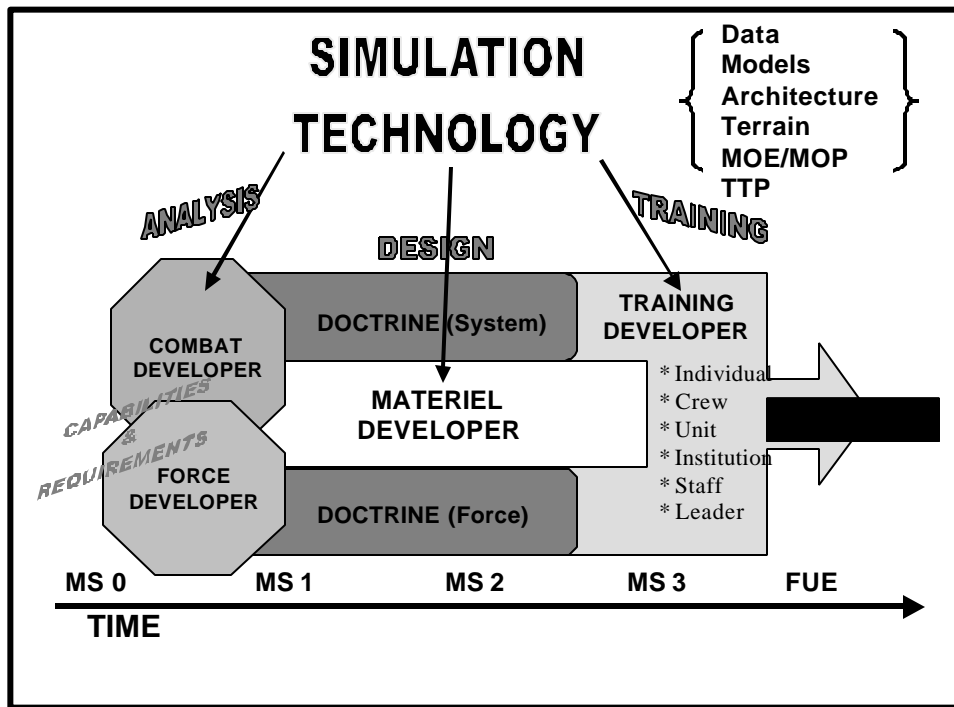 SIMULATION
TECHNOLOGY
Data
Models
Architecture
Terrain
MOE/MOP
TTP
ANALYSIS
DESIGN
TRAINING
DOCTRINE (System)
TRAINING
DEVELOPER
COMBAT
DEVELOPER
MATERIEL
DEVELOPER
* Individual
* Crew
* Unit
* Institution
* Staff
* Leader
CAPABILITIES
&
REQUIREMENTS
FORCE
DEVELOPER
DOCTRINE (Force)
MS 0
MS 1
MS 2
MS 3
FUE
TIME